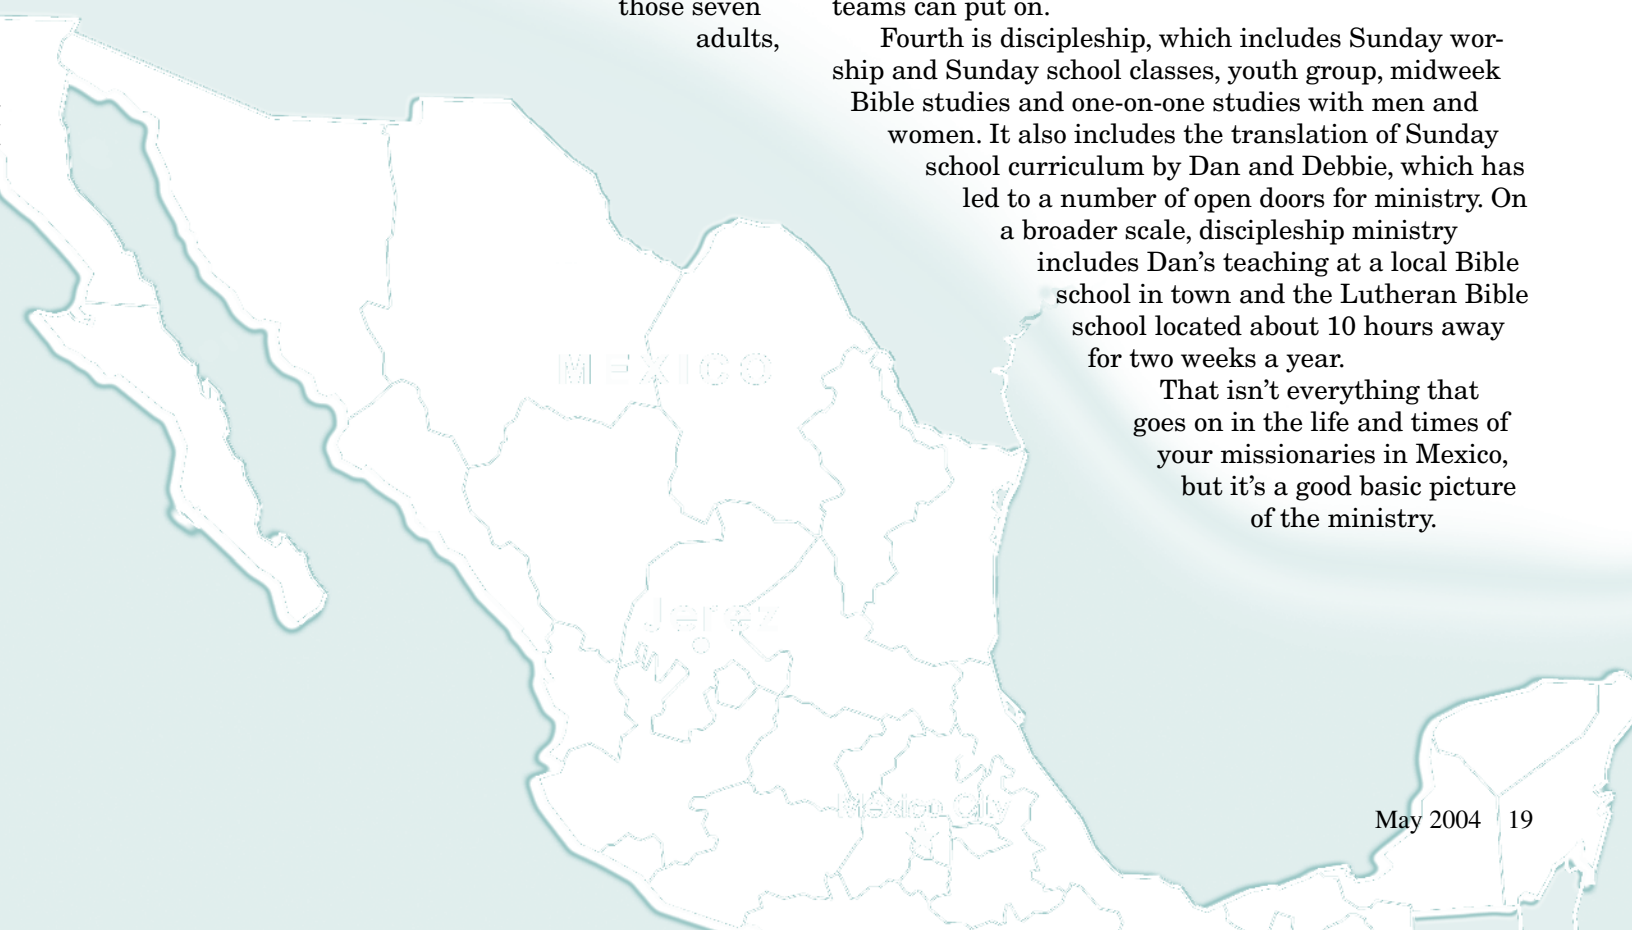 those seven
adults,
teams can put on.
Fourth is discipleship, which includes Sunday wor-
ship and Sunday school classes, youth group, midweek
Bible studies and one-on-one studies with men and
women. It also includes the translation of Sunday
school curriculum by Dan and Debbie, which has
led to a number of open doors for ministry. On
a broader scale, discipleship ministry
includes Dan’s teaching at a local Bible
school in town and the Lutheran Bible
school located about 10 hours away
for two weeks a year.
That isn’t everything that
goes on in the life and times of
your missionaries in Mexico,
but it’s a good basic picture
of the ministry.
MEXICO
Jerez
Mexico City
May 2004 19